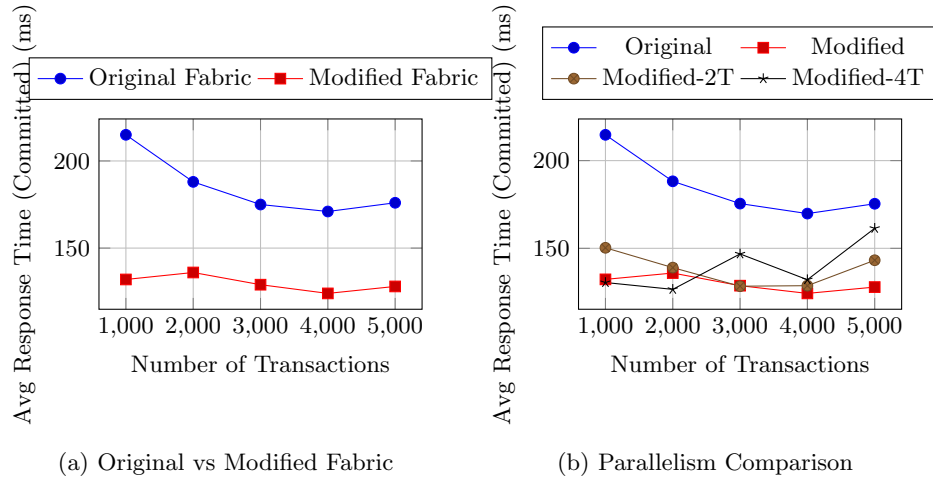 Original Fabric Modified Fabric
Avg Response Time (Committed) (ms)
200
150
1,000 2,000 3,000 4,000 5,000
Number of Transactions
(a) Original vs Modified Fabric
Original Modified
Modified-2T Modified-4T
Avg Response Time (Committed) (ms)
200
150
1,000 2,000 3,000 4,000 5,000
Number of Transactions
(b) Parallelism Comparison